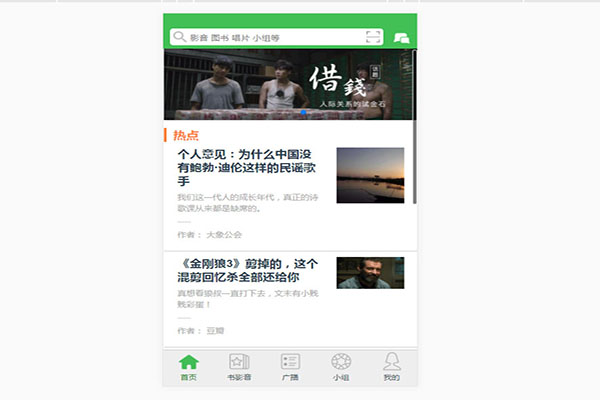 影音 图书 唱片 小组等
借錢
话题
人际关系的试金石
热点
个人意见：为什么中国没
有鲍勃·迪伦这样的民谣歌
手
我们这一代人的成长年代，真正的诗
歌课从来都是缺席的。
作者： 大象公会
《金刚狼3》剪掉的，这个
混剪回忆杀全部还给你
真想看狼叔一直打下去，文末有小贱
贱彩蛋！
作者： 豆瓣
首页
书影音
广播
小组
我的